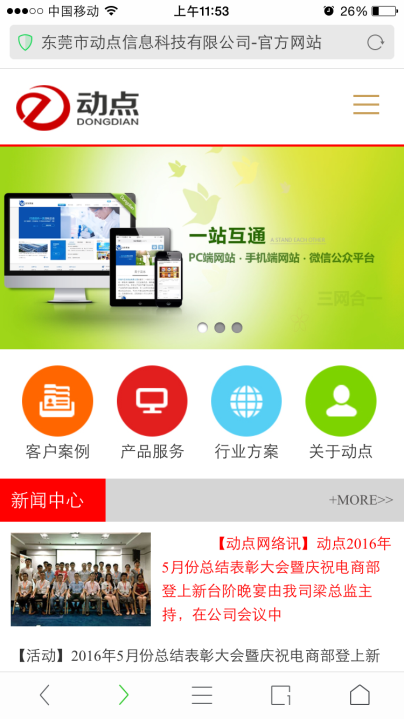 中国移动
上午11:53
26%
东莞市动点信息科技有限公司-官方网站
动点
DONGDIAN
一站互通
PC端网站·手机端网站·微信公众平台
三网合一
客户案例
产品服务
行业方案
关于动点
新闻中心
+MORE>>
【动点网络讯】动点2016年
5月份总结表彰大会暨庆祝电商部
登上新台阶晚宴由我司梁总监主
持，在公司会议中
【活动】2016年5月份总结表彰大会暨庆祝电商部登上新
1